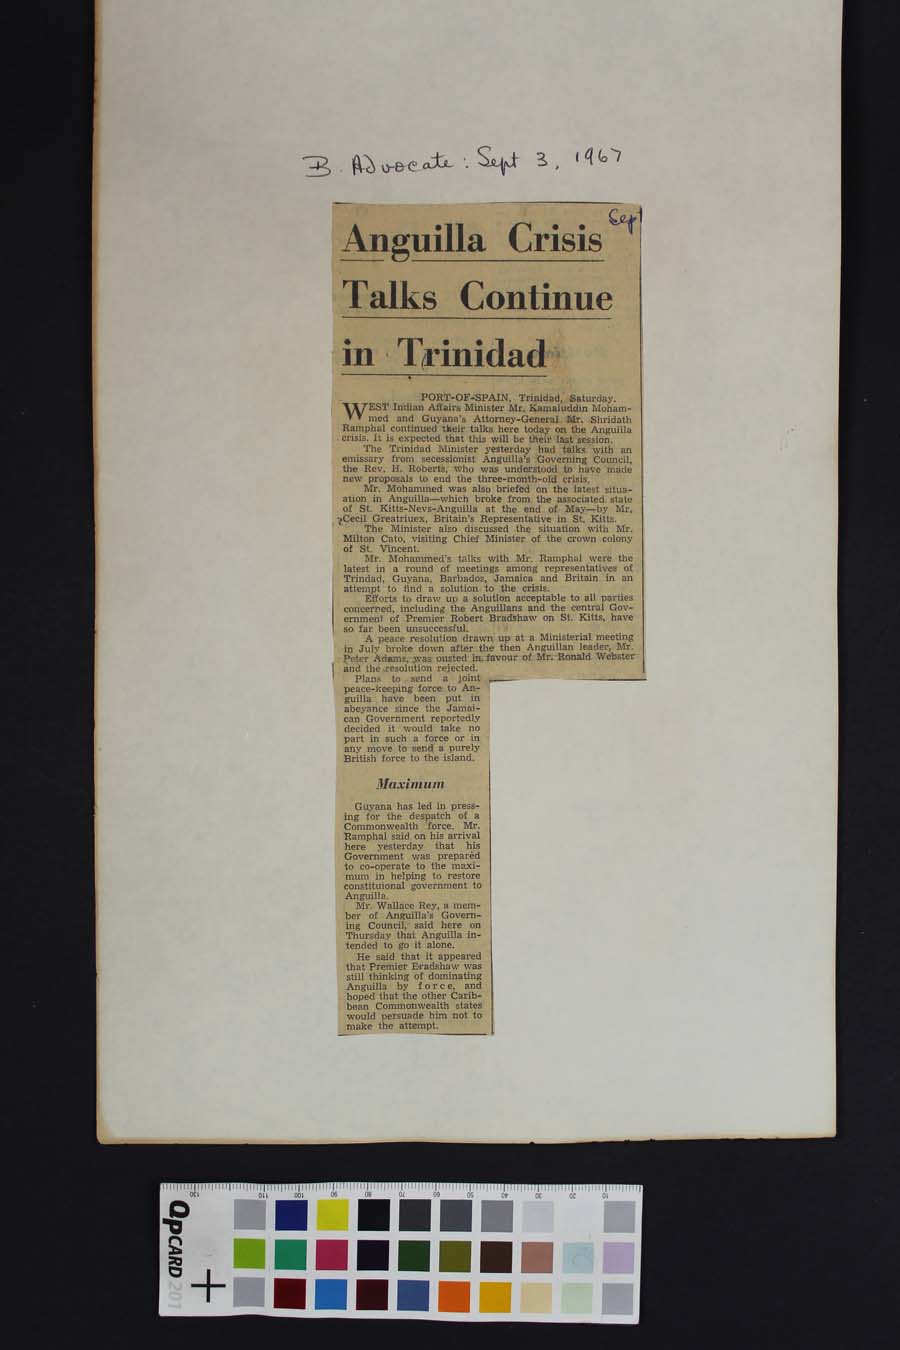 B. Advocate: Sept 3, 1967
Sept
Anguilla Crisis
Talks Continue
in Trinidad
PORT-OF-SPAIN, Trinidad, Saturday.
WEST Indian Affairs Minister Mr. Kamaluddin Moham-
med and Guyana's Attorney-General Mr. Shridath
Ramphal continued their talks here today on the Anguilla
crisis. It is expected that this will be their last session.
The Trinidad Minister yesterday had talks with an
emissary from secessionist Anguilla's Governing Council,
the Rev. H. Roberts, who was understood to have made
new proposals to end the three-month-old crisis.
Mr. Mohammed was also briefed on the latest situa-
ation in Anguilla—which broke from the associated state
of St. Kitts-Nevs-Anguilla at the end of May—by Mr.
Cecil Greatriuex, Britain's Representative in St. Kitts.
The Minister also discussed the situation with Mr.
Milton Cato, visiting Chief Minister of the crown colony
of St. Vincent.
Mr. Mohammed's talks with Mr. Ramphal were the
latest in a round of meetings among representatives of
Trindad, Guyana, Barbados, Jamaica and Britain in an
attempt to find a solution to the crisis.
Efforts to draw up a solution acceptable to all parties
concerned, including the Anguillans and the central Gov-
ernment of Premier Robert Bradshaw on St. Kitts, have
so far been unsuccessful.
A peace resolution drawn up at a Ministerial meeting
in July broke down after the then Anguillan leader, Mr.
Peter Adams, was ousted in favour of Mr. Ronald Webster
and the resolution rejected.
Plans to send a joint
peace-keeping force to An-
guilla have been put in
abeyance since the Jamai-
can Government reportedly
decided it would take no
part in such a force or in
any move to send a purely
British force to the island.
Maximum
Guyana has led in press-
ing for the despatch of a
Commonwealth force. Mr.
Ramphal said on his arrival
here yesterday that his
Government was prepared
to co-operate to the maxi-
mum in helping to restore
constituional government to
Anguilla.
Mr. Wallace Rey, a mem-
ber of Anguilla's Govern-
ing Council, said here on
Thursday that Anguilla in-
tended to go it alone.
He said that it appeared
that Premier Bradshaw was
still thinking of dominating
Anguilla by force, and
hoped that the other Carib-
bean Commonwealth states
would persuade him not to
make the attempt.
130 110 100 90 80 70 60 50 40 30 20 10
QPCARD 201